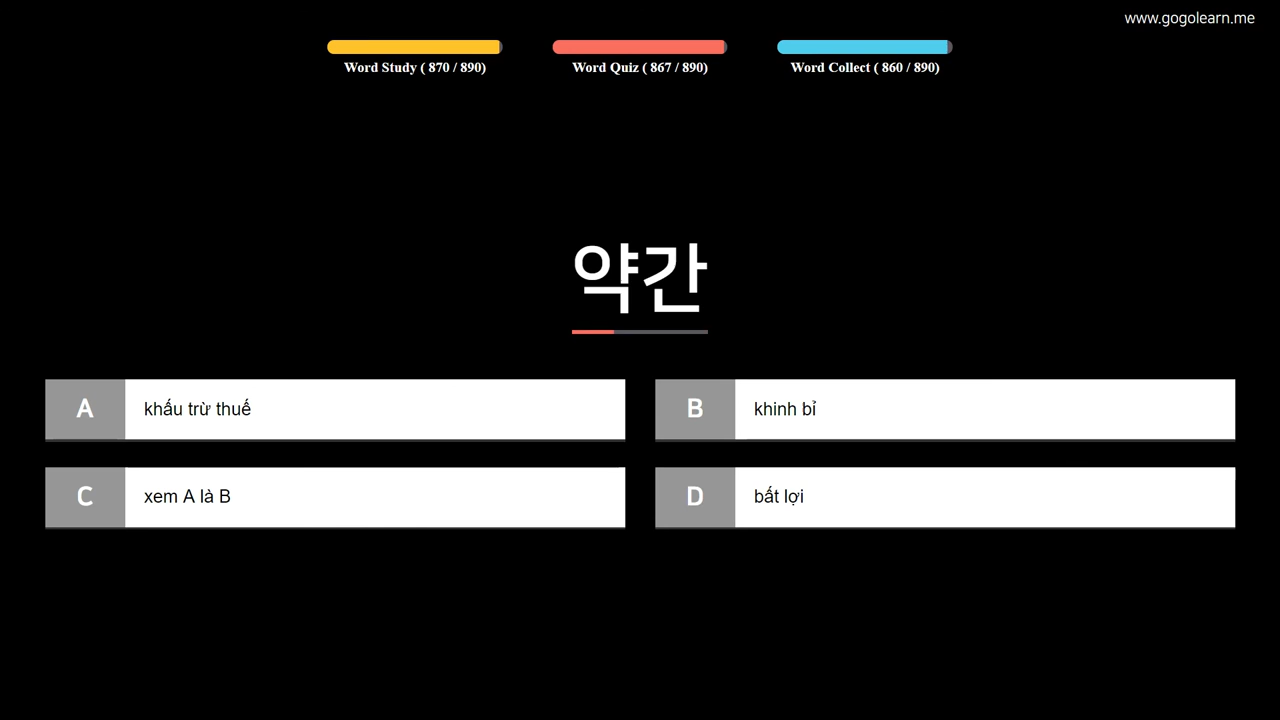 www.gogolearn.me
Word Study ( 870 / 890)
Word Quiz ( 867 / 890)
Word Collect ( 860 / 890)
약간
A khấu trừ thuế
B khinh bỉ
C xem A là B
D bất lợi